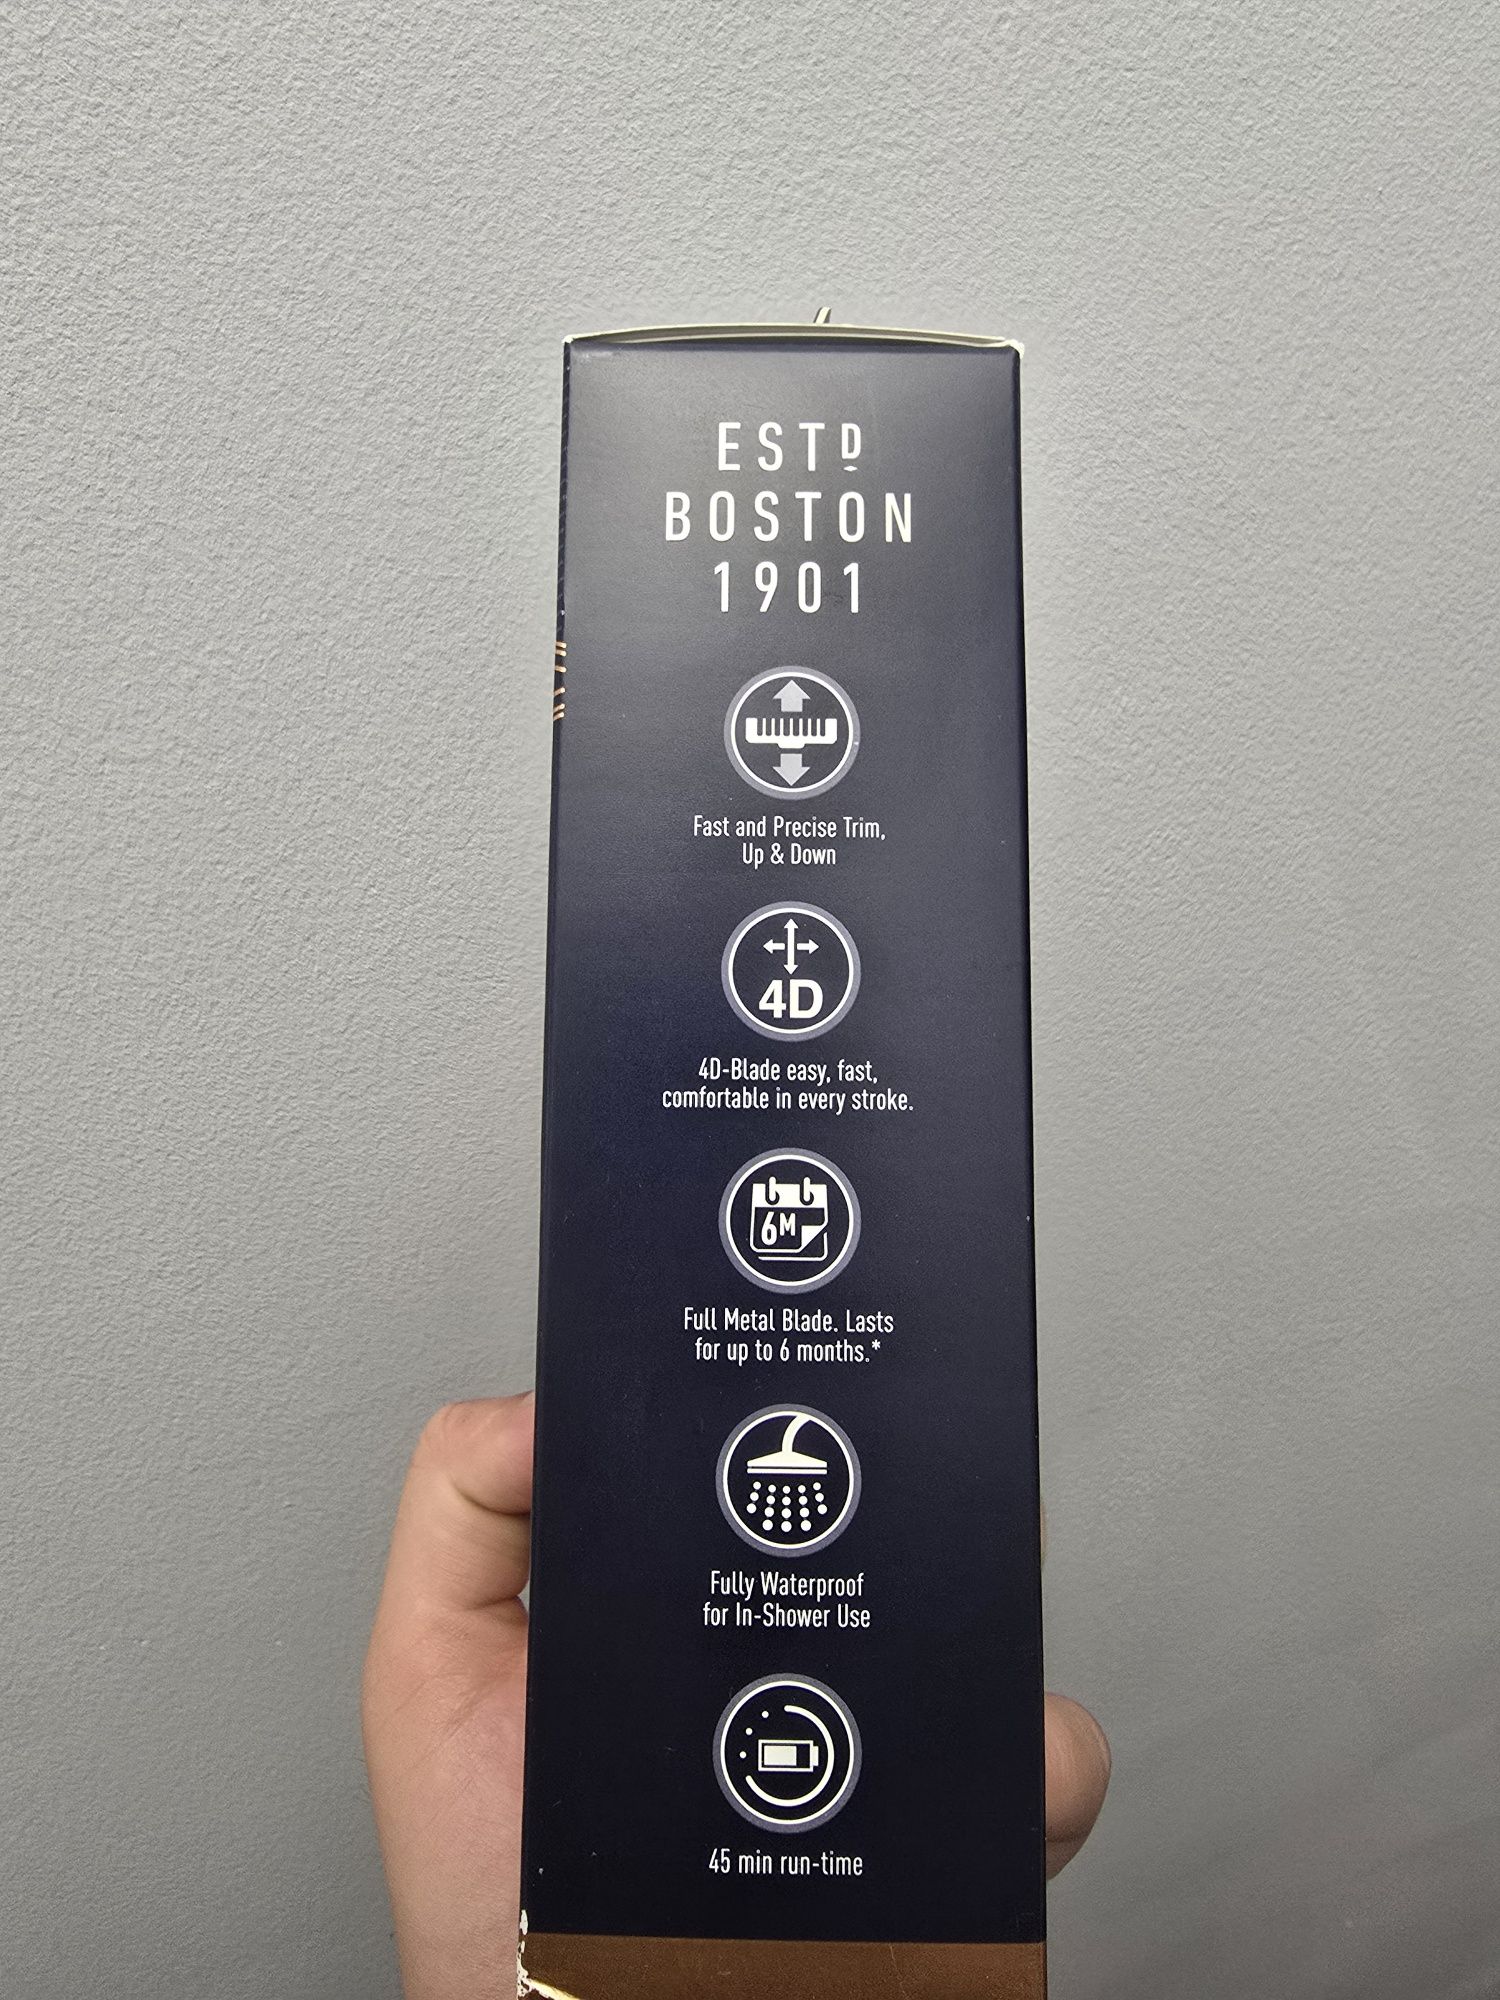 ESTD
BOSTON
1901
Fast and Precise Trim,
Up & Down
4D
4D-Blade easy, fast,
comfortable in every stroke.
6M
Full Metal Blade. Lasts
for up to 6 months.*
Fully Waterproof
for In-Shower Use
45 min run-time